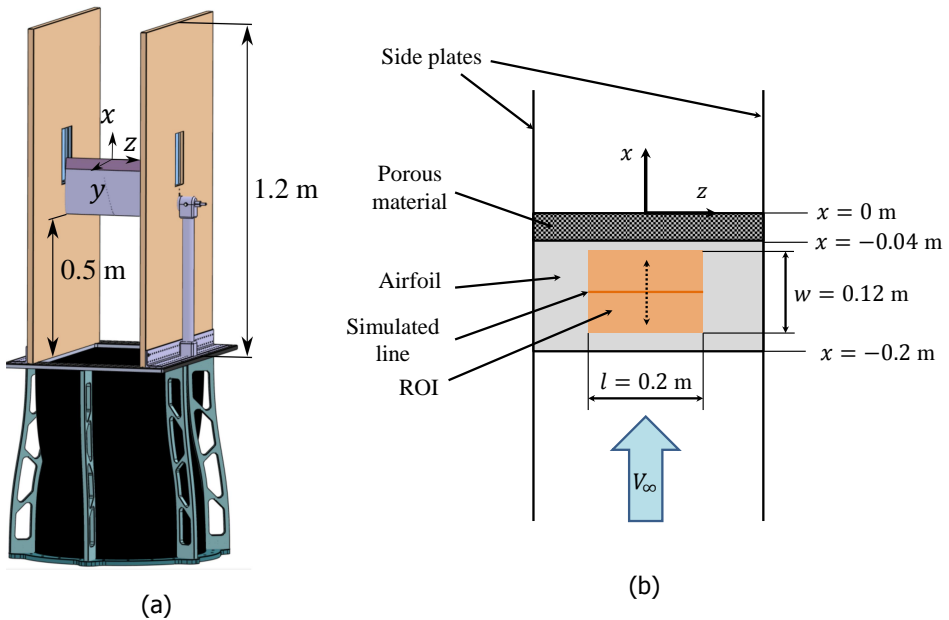 x
z
y
1.2 m
0.5 m
(a)
Side plates
x
z
Porous
material
x = 0 m
x = −0.04 m
Airfoil
w = 0.12 m
Simulated
line
ROI
x = −0.2 m
l = 0.2 m
V∞
(b)